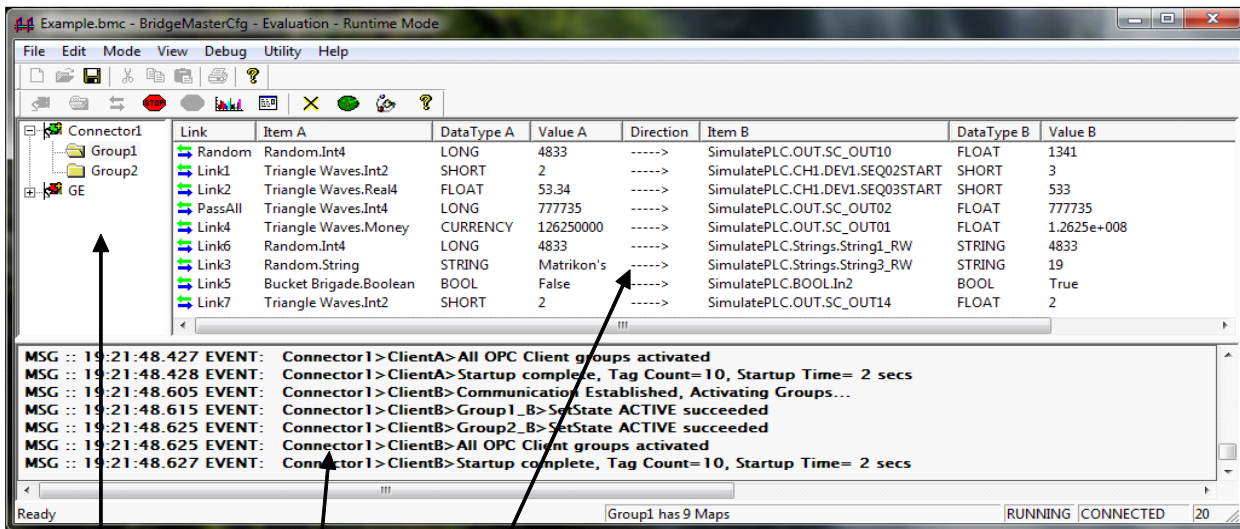 Example.bmc - BridgeMasterCfg - Evaluation - Runtime Mode
File Edit Mode View Debug Utility Help
STOP
Connector1
Group1
Group2
GE
Link Item A DataType A Value A Direction Item B DataType B Value B
Random Random.Int4 LONG 4833 -----> SimulatePLC.OUT.SC_OUT10 FLOAT 1341
Link1 Triangle Waves.Int2 SHORT 2 -----> SimulatePLC.CH1.DEV1.SEQ02START SHORT 3
Link2 Triangle Waves.Real4 FLOAT 53.34 -----> SimulatePLC.CH1.DEV1.SEQ03START SHORT 533
PassAll Triangle Waves.Int4 LONG 777735 -----> SimulatePLC.OUT.SC_OUT02 FLOAT 777735
Link4 Triangle Waves.Money CURRENCY 126250000 -----> SimulatePLC.OUT.SC_OUT01 FLOAT 1.2625e+008
Link6 Random.Int4 LONG 4833 -----> SimulatePLC.Strings.String1_RW STRING 4833
Link3 Random.String STRING Matrikon's -----> SimulatePLC.Strings.String3_RW STRING 19
Link5 Bucket Brigade.Boolean BOOL False -----> SimulatePLC.BOOL.In2 BOOL True
Link7 Triangle Waves.Int2 SHORT 2 -----> SimulatePLC.OUT.SC_OUT14 FLOAT 2
MSG :: 19:21:48.427 EVENT: Connector1>ClientA>All OPC Client groups activated
MSG :: 19:21:48.428 EVENT: Connector1>ClientA>Startup complete, Tag Count=10, Startup Time= 2 secs
MSG :: 19:21:48.605 EVENT: Connector1>ClientB>Communication Established, Activating Groups...
MSG :: 19:21:48.615 EVENT: Connector1>ClientB>Group1_B>SetState ACTIVE succeeded
MSG :: 19:21:48.625 EVENT: Connector1>ClientB>Group2_B>SetState ACTIVE succeeded
MSG :: 19:21:48.625 EVENT: Connector1>ClientB>All OPC Client groups activated
MSG :: 19:21:48.627 EVENT: Connector1>ClientB>Startup complete, Tag Count=10, Startup Time= 2 secs
Ready Group1 has 9 Maps RUNNING CONNECTED 20